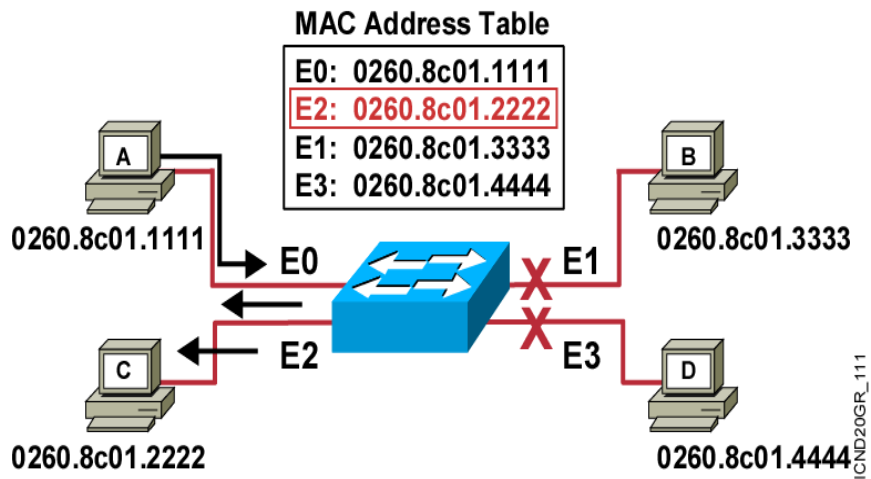 MAC Address Table
E0: 0260.8c01.1111
E2: 0260.8c01.2222
E1: 0260.8c01.3333
E3: 0260.8c01.4444
A
B
0260.8c01.1111
0260.8c01.3333
E0
E1
X
X
E2
E3
C
D
0260.8c01.2222
0260.8c01.4444
ICND20GR_111